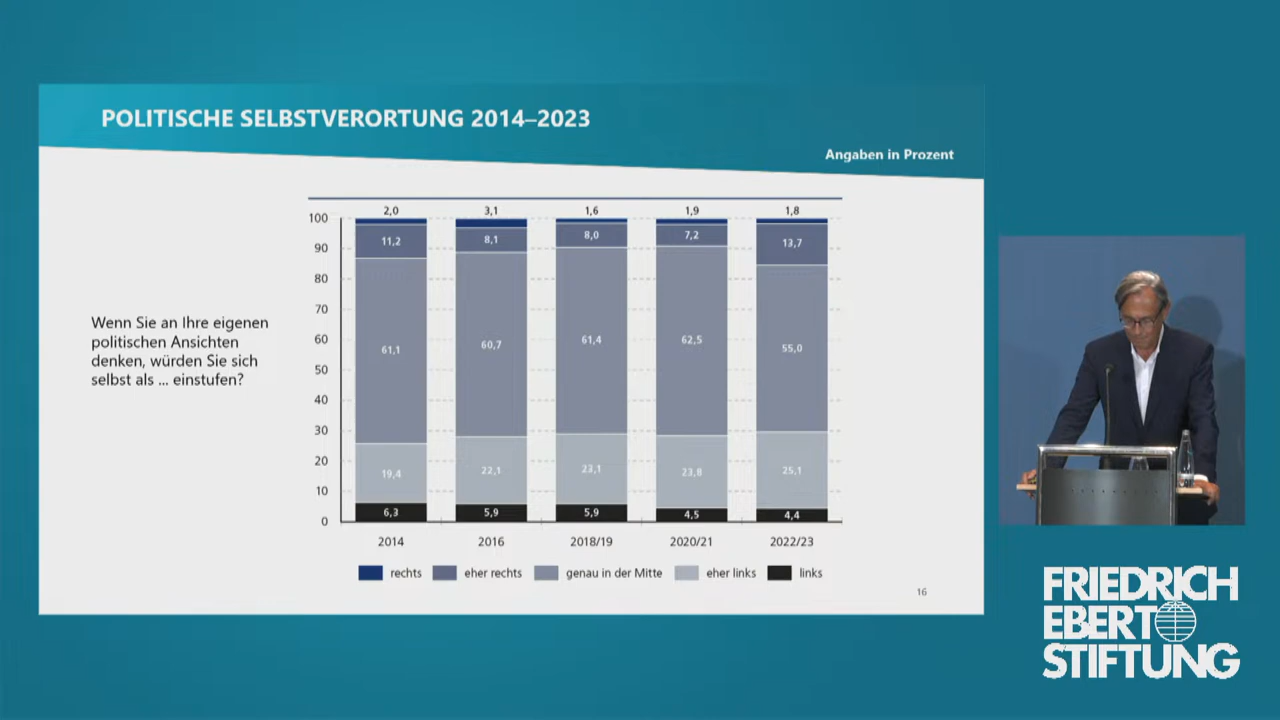 POLITISCHE SELBSTVERORTUNG 2014–2023
Angaben in Prozent
Wenn Sie an Ihre eigenen
politischen Ansichten
denken, würden Sie sich
selbst als ... einstufen?
2,0 3,1 1,6 1,9 1,8
100
90
80
70
60
50
40
30
20
10
0
11,2 8,1 8,0 7,2 13,7
61,1 60,7 61,4 62,5 55,0
19,4 22,1 23,1 23,8 25,1
6,3 5,9 5,9 4,5 4,4
2014 2016 2018/19 2020/21 2022/23
rechts eher rechts genau in der Mitte eher links links
16
FRIEDRICH
EBERT
STIFTUNG